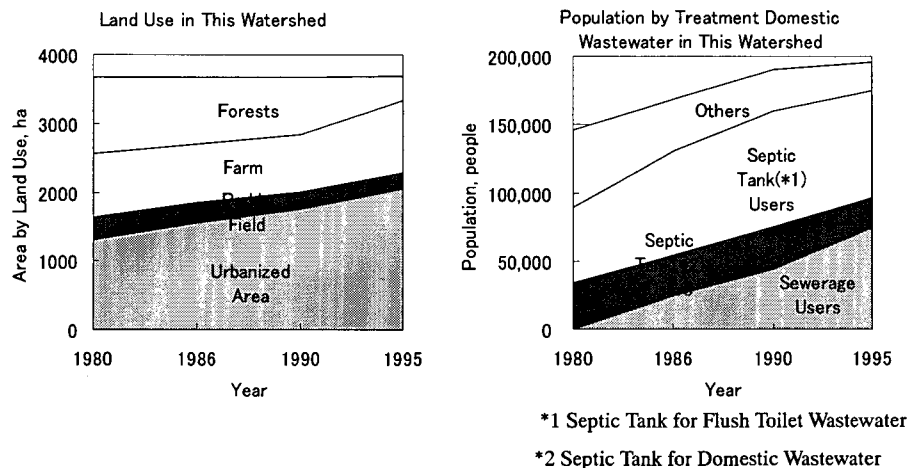 Land Use in This Watershed
Area by Land Use, ha
4000
3000
2000
1000
0
Forests
Farm
Field
Urbanized
Area
1980
1986
1990
1995
Year
Population by Treatment Domestic
Wastewater in This Watershed
Population, people
200,000
150,000
100,000
50,000
0
Others
Septic
Tank(*1)
Users
Septic
Sewerage
Users
1980
1986
1990
1995
Year
*1 Septic Tank for Flush Toilet Wastewater
*2 Septic Tank for Domestic Wastewater